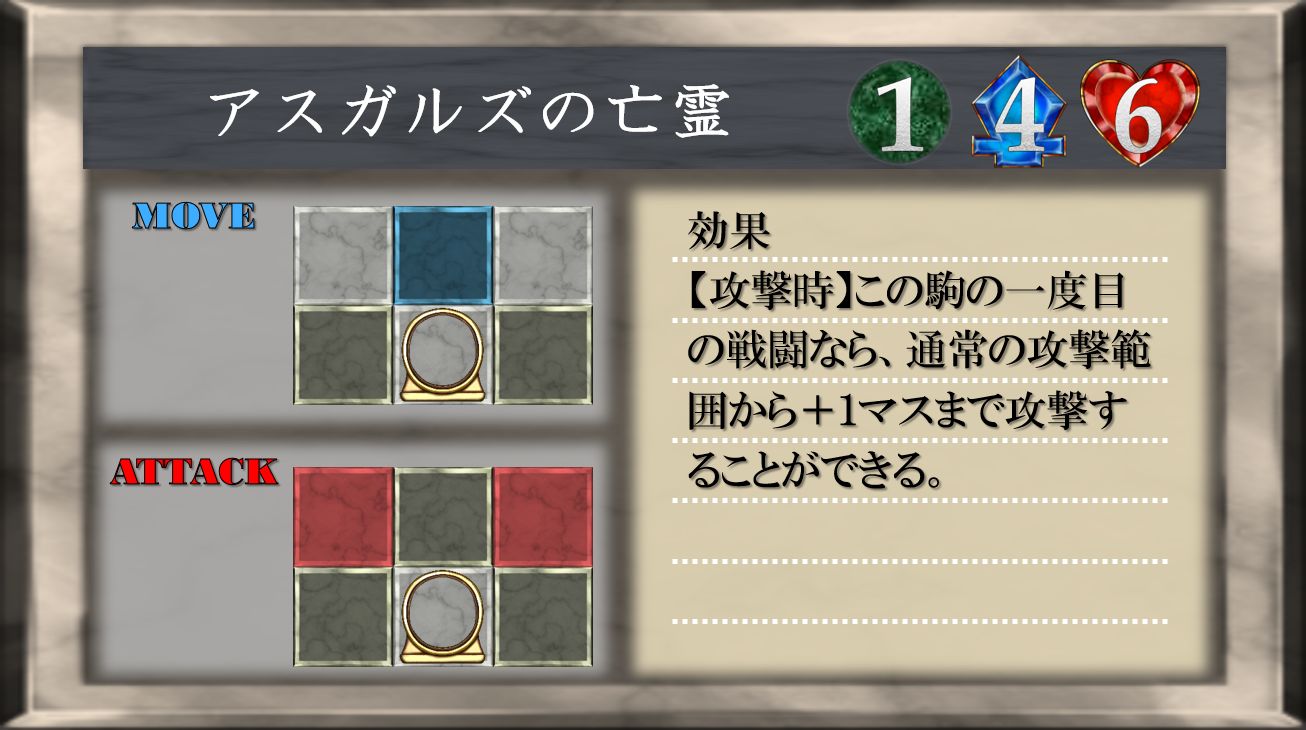 アスガルズの亡霊 1 4 6
MOVE
ATTACK
効果
【攻撃時】この駒の一度目
の戦闘なら、通常の攻撃範
囲から＋1マスまで攻撃す
ることができる。